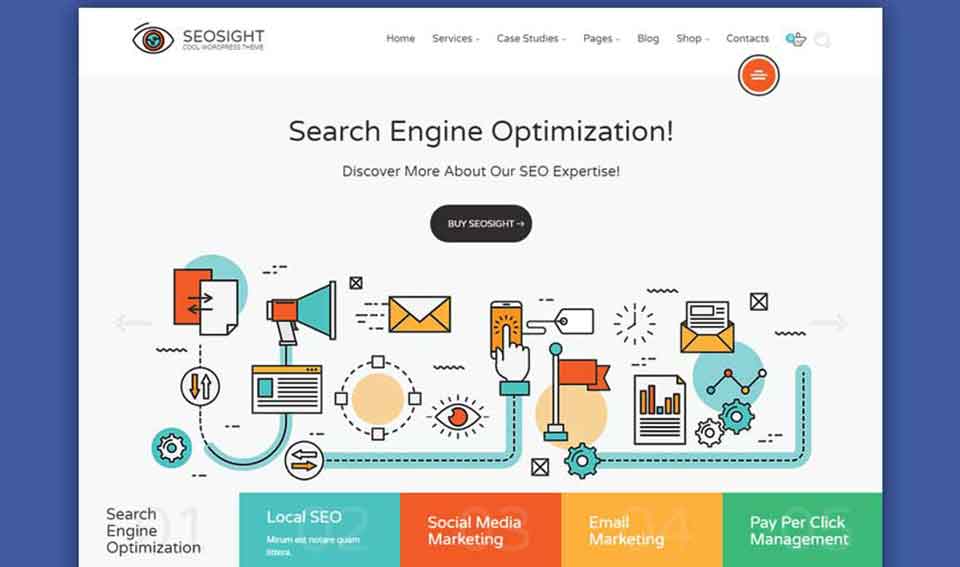 SEOSIGHT
COOL WORDPRESS THEME
Home Services Case Studies Pages Blog Shop Contacts
Search Engine Optimization!
Discover More About Our SEO Expertise!
BUY SEOSIGHT
01
Search
Engine
Optimization
02
Local SEO
Mirum est notare quam
littera.
03
Social Media
Marketing
04
Email
Marketing
05
Pay Per Click
Management